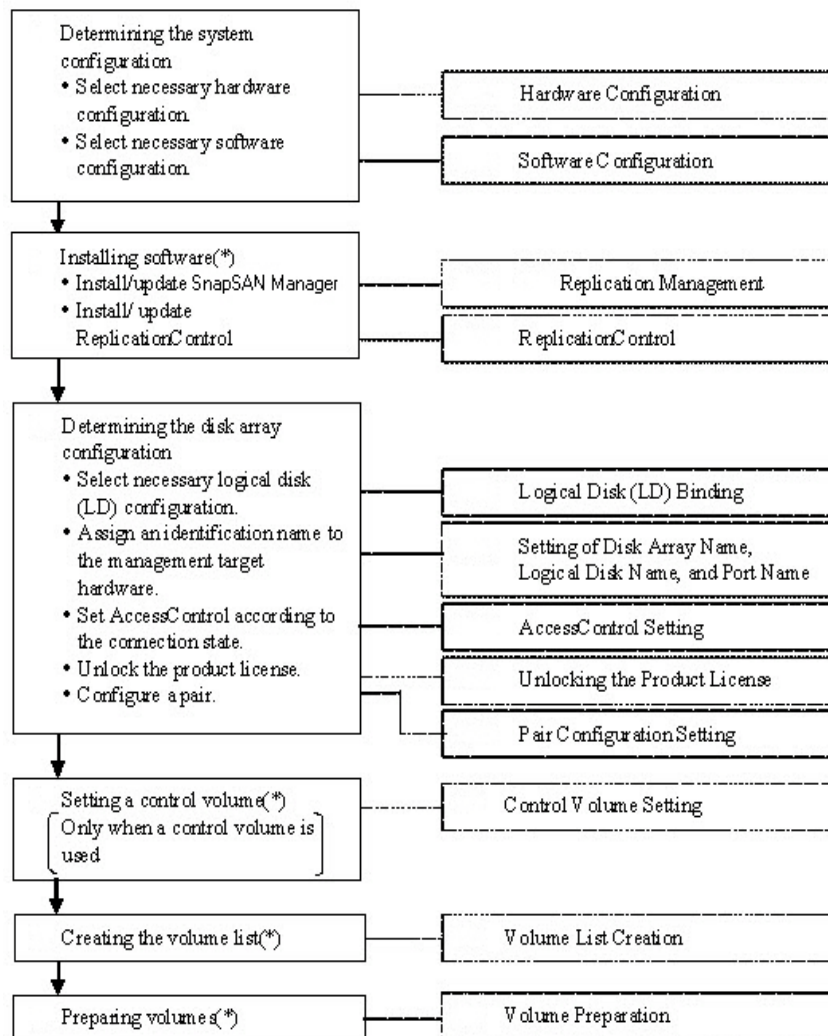 Determining the system
configuration
• Select necessary hardware
configuration.
• Select necessary software
configuration.
Hardware Configuration
Software Configuration
Installing software(*)
• Install/update SnapSAN Manager
• Install/ update
ReplicationControl
Replication Management
ReplicationControl
Determining the disk array
configuration
• Select necessary logical disk
(LD) configuration.
• Assign an identification name to
the management target
hardware.
• Set AccessControl according to
the connection state.
• Unlock the product license.
• Configure a pair.
Logical Disk (LD) Binding
Setting of Disk Array Name,
Logical Disk Name, and Port Name
AccessControl Setting
Unlocking the Product License
Pair Configuration Setting
Setting a control volume(*)
Only when a control volume is
used
Control Volume Setting
Creating the volume list(*)
Volume List Creation
Preparing volumes(*)
Volume Preparation